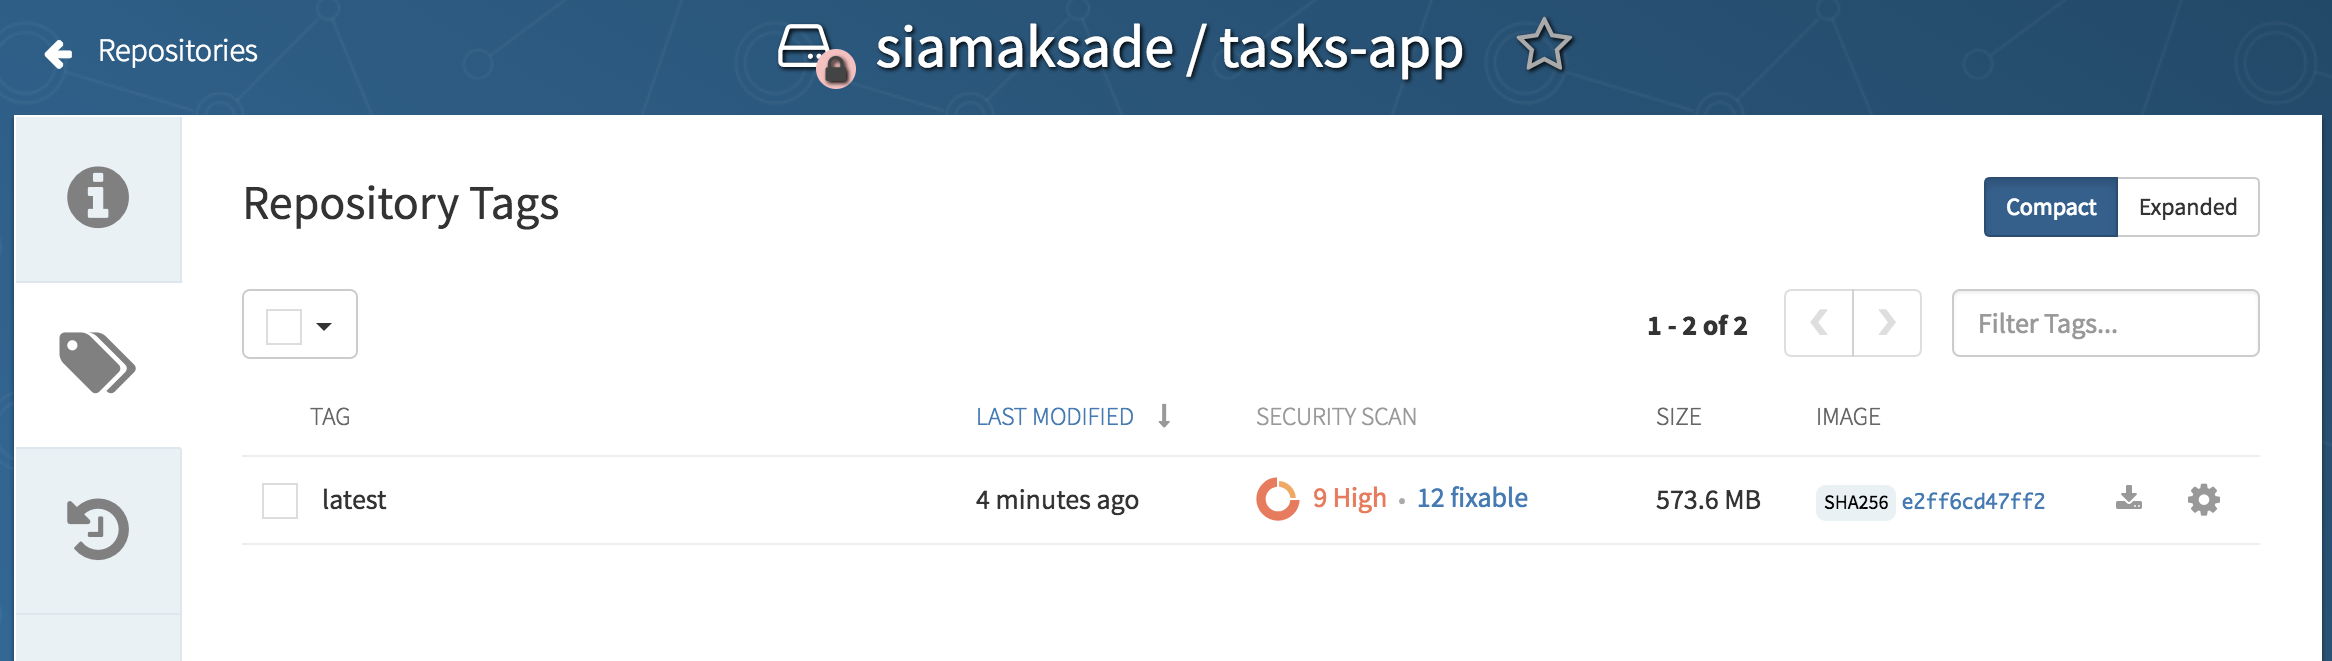 Repositories
siamaksade / tasks-app
Repository Tags
Compact
Expanded
1 - 2 of 2
Filter Tags...
TAG
LAST MODIFIED
SECURITY SCAN
SIZE
IMAGE
latest
4 minutes ago
9 High • 12 fixable
573.6 MB
SHA256 e2ff6cd47ff2